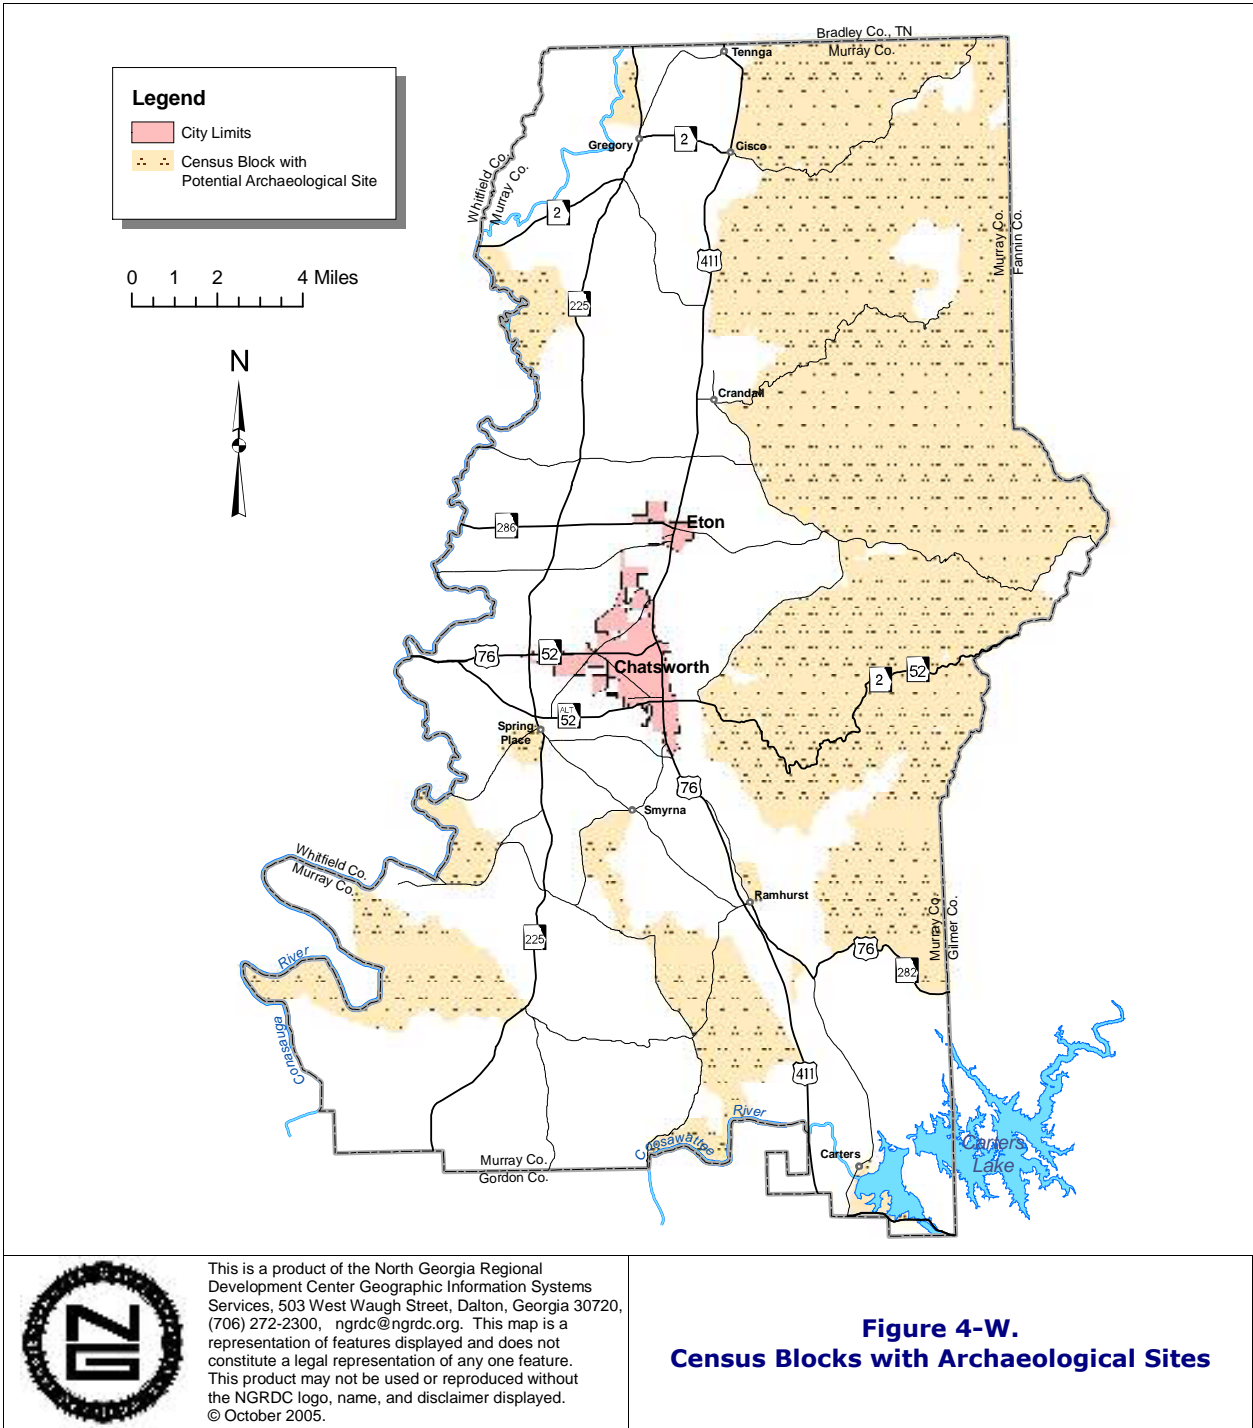 Bradley Co., TN
Murray Co.
Tennga
Legend
City Limits
Census Block with
Potential Archaeological Site
Gregory
2
Cisco
Whitfield Co.
Murray Co.
2
411
Murray Co.
Fannin Co.
0 1 2 4 Miles
225
N
Crandall
Eton
286
76
52
Chatsworth
2
52
ALT
52
Spring
Place
76
Smyrna
Whitfield Co.
Murray Co.
Ramhurst
225
Murray Co.
Gilmer Co.
76
282
River
Conasauga
411
River
Coosawattee
Carters
Carters
Lake
Murray Co.
Gordon Co.
NG
This is a product of the North Georgia Regional
Development Center Geographic Information Systems
Services, 503 West Waugh Street, Dalton, Georgia 30720,
(706) 272-2300, ngrdc@ngrdc.org. This map is a
representation of features displayed and does not
constitute a legal representation of any one feature.
This product may not be used or reproduced without
the NGRDC logo, name, and disclaimer displayed.
© October 2005.
Figure 4-W.
Census Blocks with Archaeological Sites